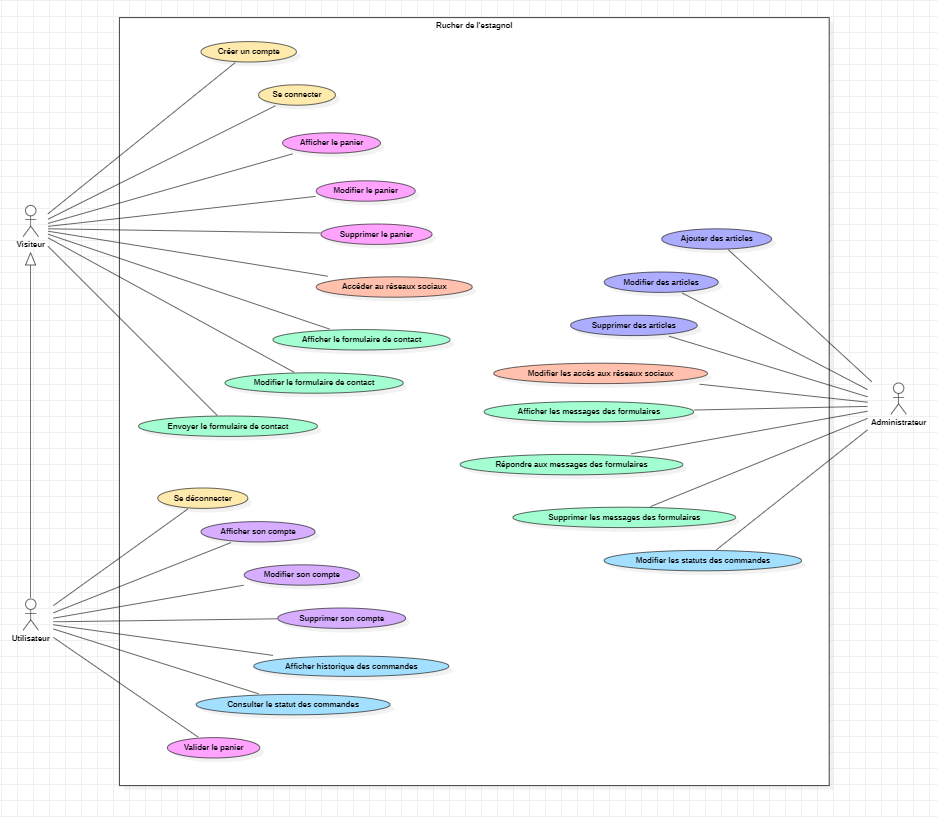 Rucher de l'estagnol
Créer un compte
Se connecter
Afficher le panier
Modifier le panier
Supprimer le panier
Accéder au réseaux sociaux
Afficher le formulaire de contact
Modifier le formulaire de contact
Envoyer le formulaire de contact
Visiteur
Se déconnecter
Afficher son compte
Modifier son compte
Supprimer son compte
Afficher historique des commandes
Consulter le statut des commandes
Valider le panier
Utilisateur
Ajouter des articles
Modifier des articles
Supprimer des articles
Modifier les accès aux réseaux sociaux
Afficher les messages des formulaires
Répondre aux messages des formulaires
Supprimer les messages des formulaires
Modifier les statuts des commandes
Administrateur